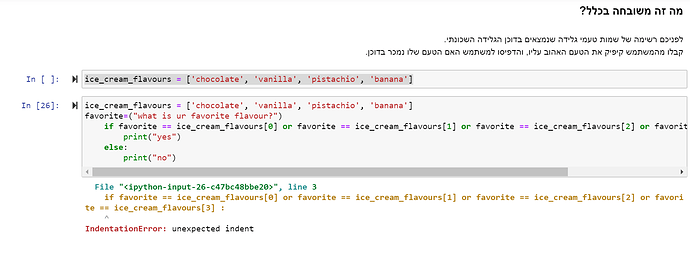 מה זה משובחה בכלל?
לפניכם רשימה של שמות טעמי גלידה שנמצאים בדוכן הגלידה השכונתי.
קבלו מהמשתמש קיפיק את הטעם האהוב עליו, והדפיסו למשתמש האם הטעם שלו נמכר בדוכן.
In [ ]: ice_cream_flavours = ['chocolate', 'vanilla', 'pistachio', 'banana']
In [26]: ice_cream_flavours = ['chocolate', 'vanilla', 'pistachio', 'banana']
favorite=("what is ur favorite flavour?")
    if favorite == ice_cream_flavours[0] or favorite == ice_cream_flavours[1] or favorite == ice_cream_flavours[2] or favorit
        print("yes")
    else:
        print("no")
File "<ipython-input-26-c47bc48bbe20>", line 3
    if favorite == ice_cream_flavours[0] or favorite == ice_cream_flavours[1] or favorite == ice_cream_flavours[2] or favori
te == ice_cream_flavours[3] :
    ^
IndentationError: unexpected indent